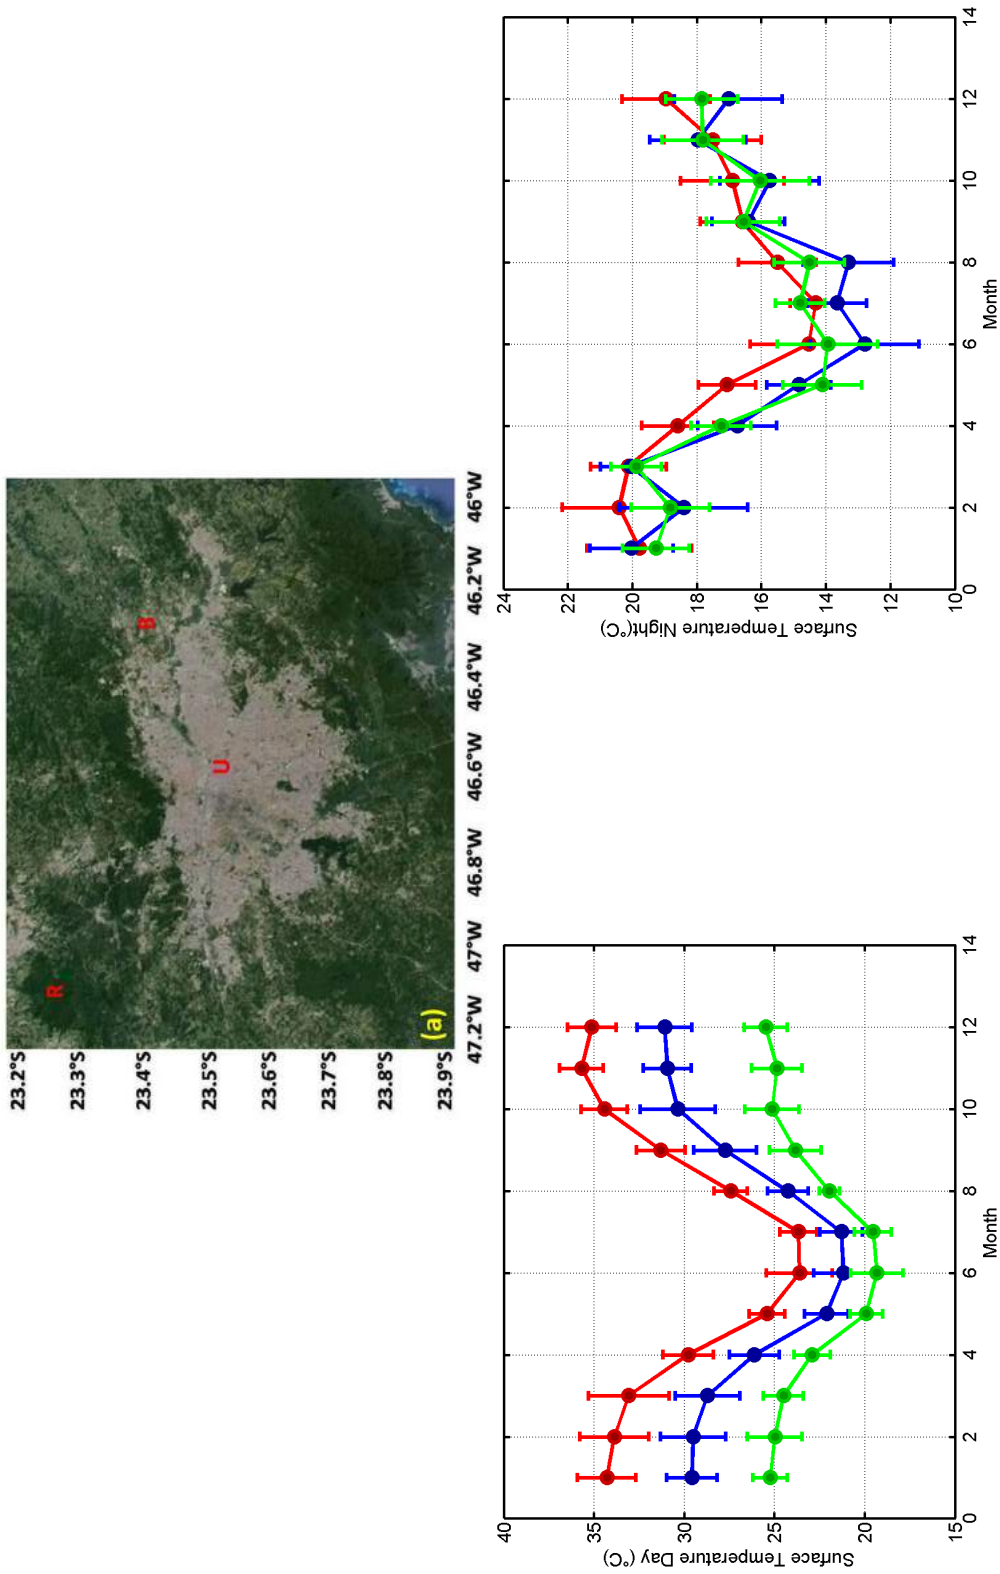 23.2°S
23.3°S
23.4°S
23.5°S
23.6°S
23.7°S
23.8°S
23.9°S
R
B
U
(a)
47.2°W 47°W 46.8°W 46.6°W 46.4°W 46.2°W 46°W
40
35
30
25
20
15
Surface Temperature Day (°C)
0 2 4 6 8 10 12 14
Month
24
22
20
18
16
14
12
10
Surface Temperature Night(°C)
0 2 4 6 8 10 12 14
Month